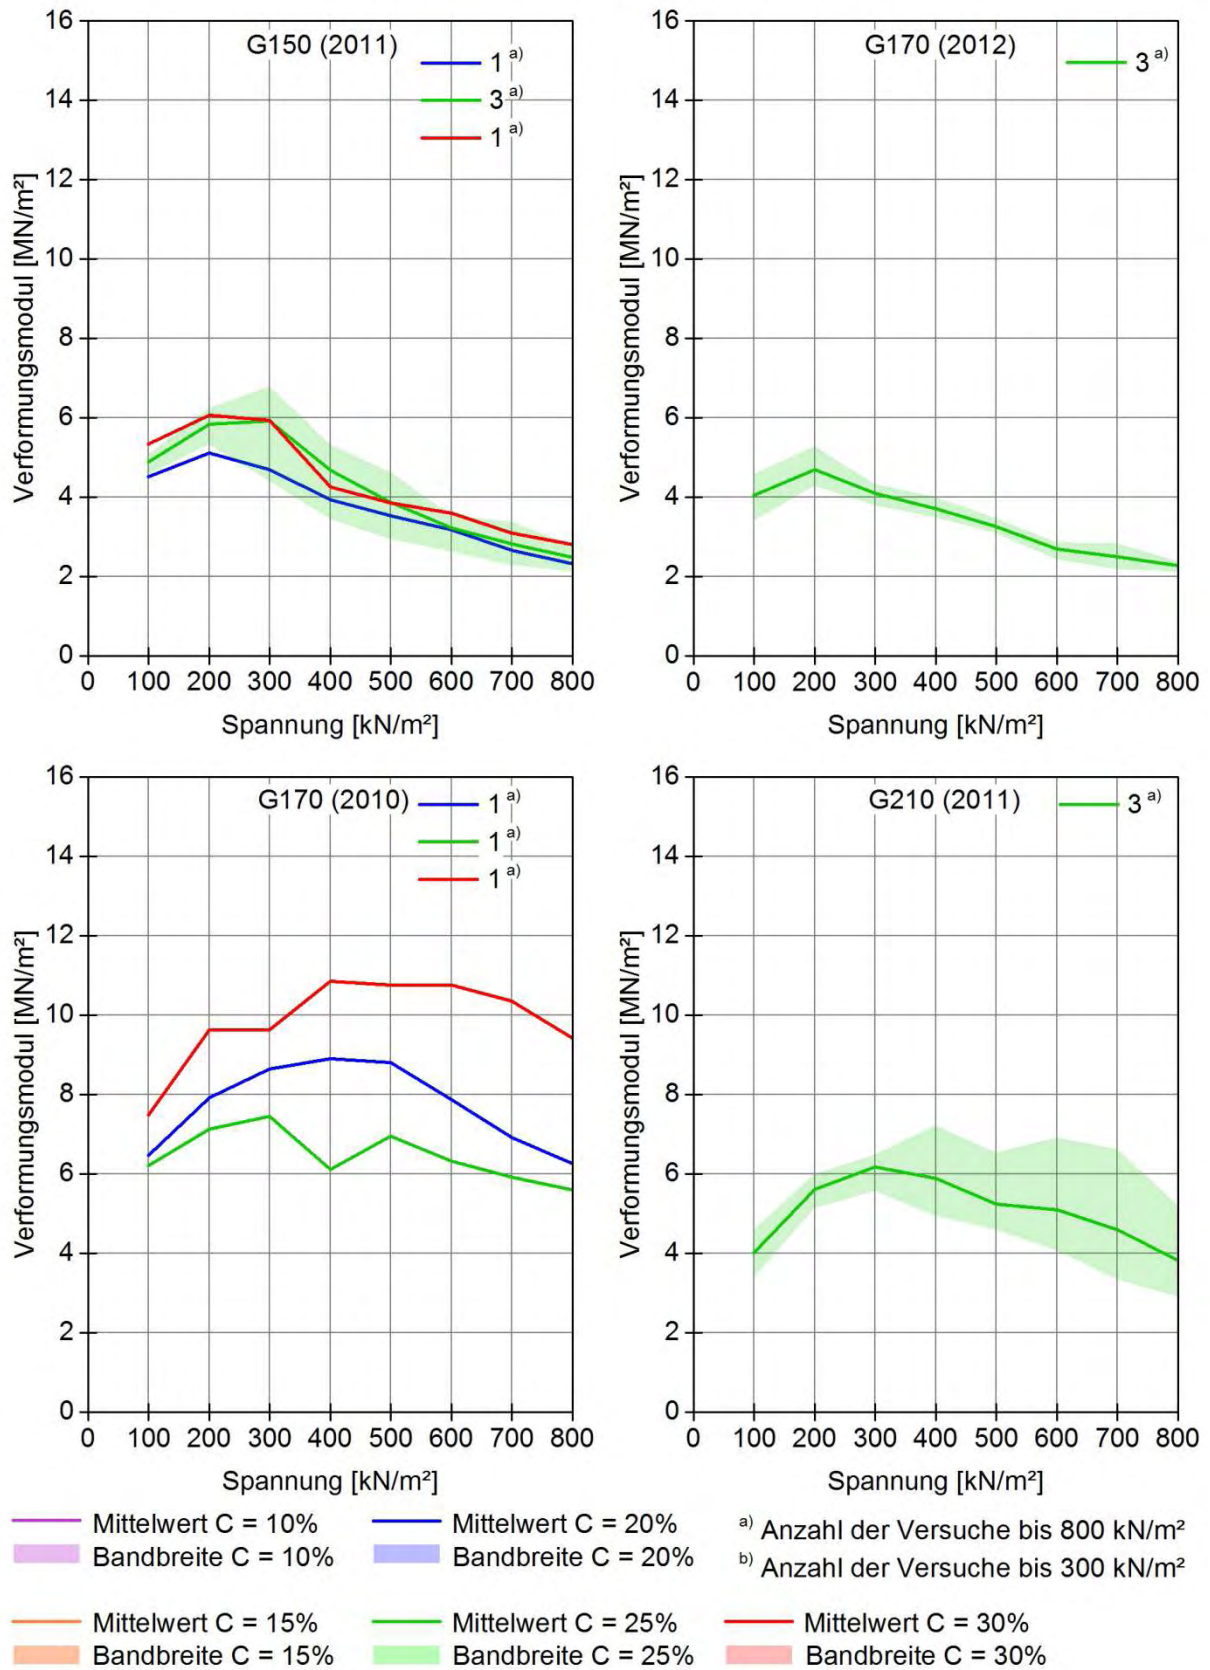 G150 (2011)
1 a)
3 a)
1 a)
Verformungsmodul [MN/m²]
16
14
12
10
8
6
4
2
0
0 100 200 300 400 500 600 700 800
Spannung [kN/m²]
G170 (2012)
3 a)
Verformungsmodul [MN/m²]
16
14
12
10
8
6
4
2
0
0 100 200 300 400 500 600 700 800
Spannung [kN/m²]
G170 (2010)
1 a)
1 a)
1 a)
Verformungsmodul [MN/m²]
16
14
12
10
8
6
4
2
0
0 100 200 300 400 500 600 700 800
Spannung [kN/m²]
G210 (2011)
3 a)
Verformungsmodul [MN/m²]
16
14
12
10
8
6
4
2
0
0 100 200 300 400 500 600 700 800
Spannung [kN/m²]
Mittelwert C = 10%
Bandbreite C = 10%
Mittelwert C = 20%
Bandbreite C = 20%
a) Anzahl der Versuche bis 800 kN/m²
b) Anzahl der Versuche bis 300 kN/m²
Mittelwert C = 15%
Bandbreite C = 15%
Mittelwert C = 25%
Bandbreite C = 25%
Mittelwert C = 30%
Bandbreite C = 30%